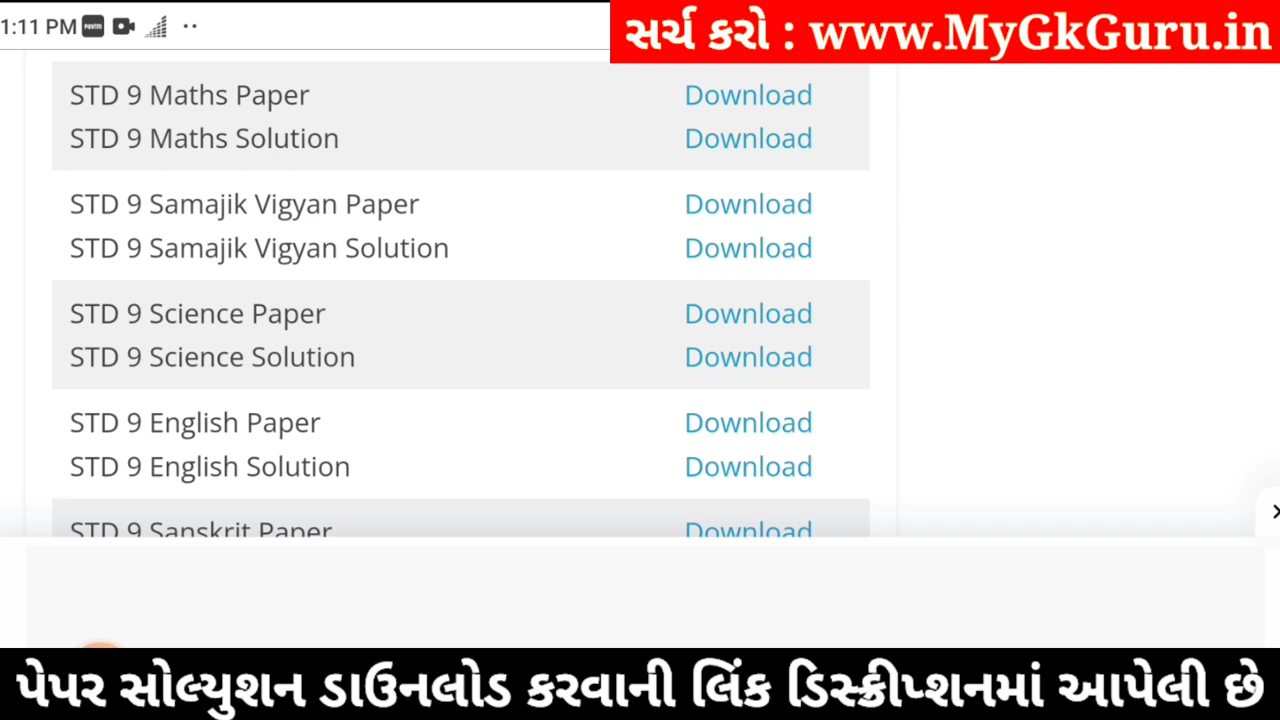 1:11 PM
સર્ચ કરો : www.MyGkGuru.in
STD 9 Maths Paper Download
STD 9 Maths Solution Download
STD 9 Samajik Vigyan Paper Download
STD 9 Samajik Vigyan Solution Download
STD 9 Science Paper Download
STD 9 Science Solution Download
STD 9 English Paper Download
STD 9 English Solution Download
STD 9 Sanskrit Paper Download
પેપર સોલ્યુશન ડાઉનલોડ કરવાની લિંક ડિસ્ક્રીપ્શનમાં આપેલી છે